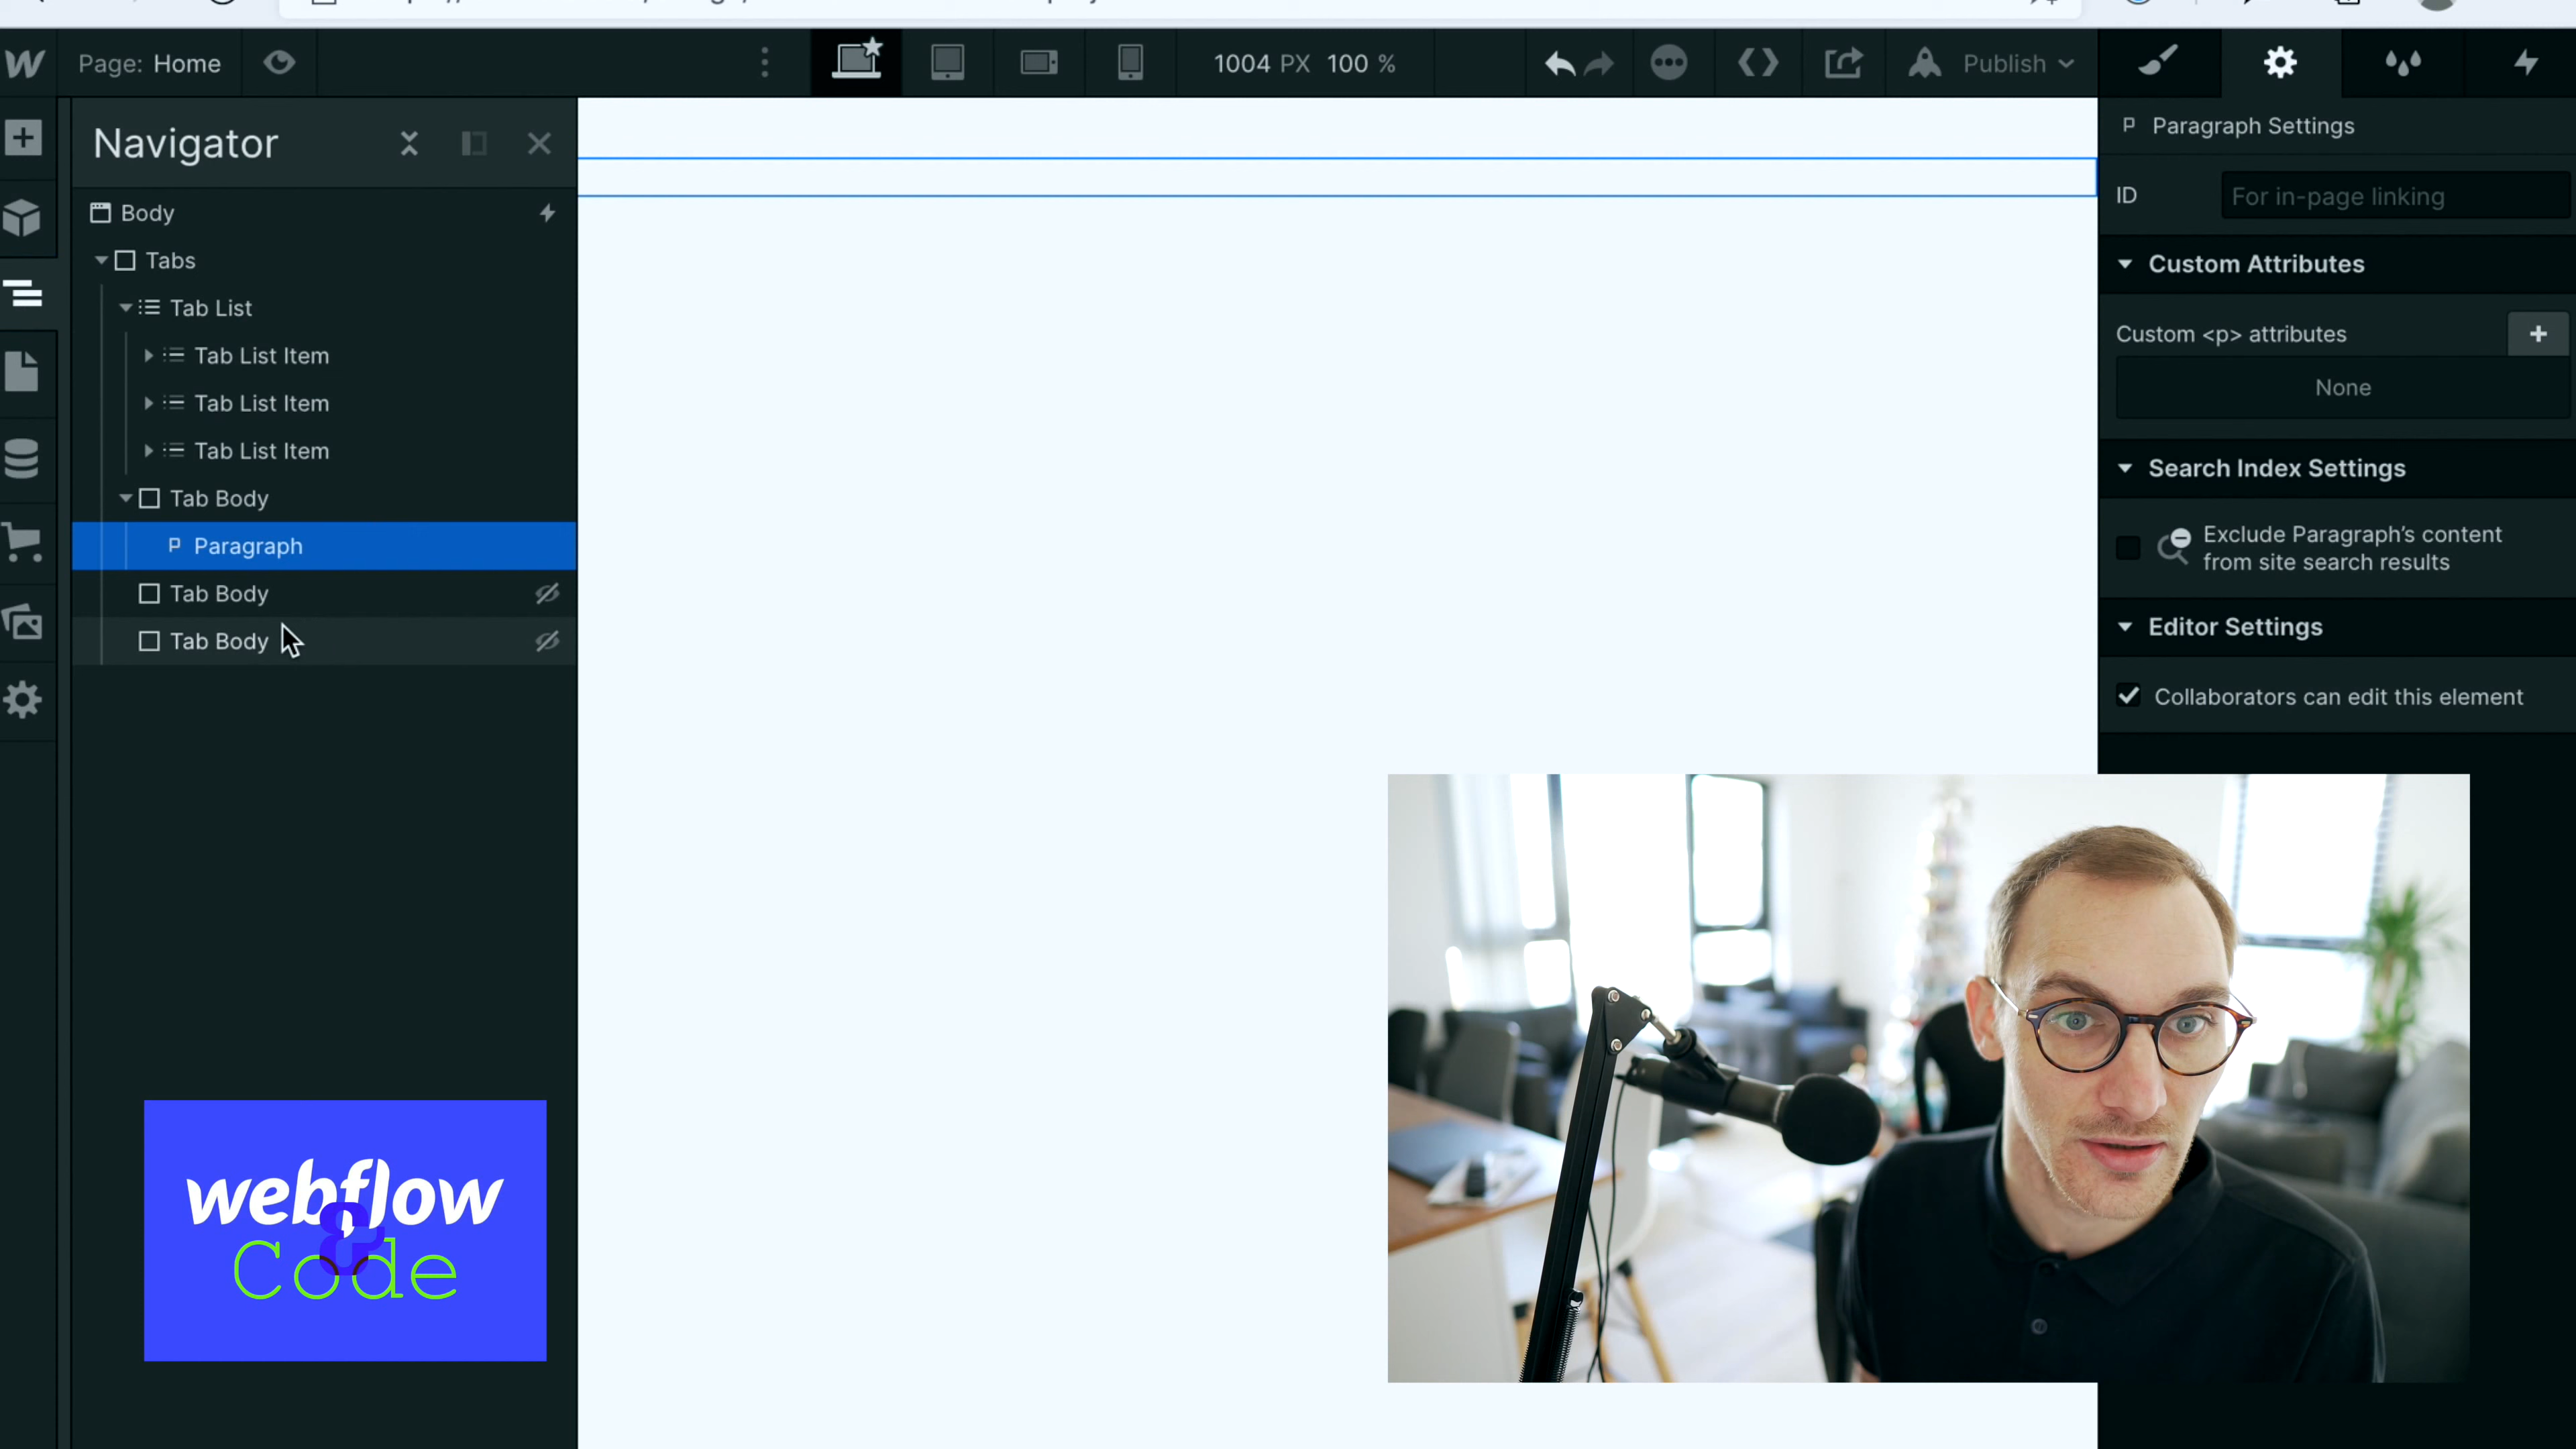 Page: Home
1004 PX 100 %
Publish
Navigator
Body
Tabs
Tab List
Tab List Item
Tab List Item
Tab List Item
Tab Body
P Paragraph
Tab Body
Tab Body
P Paragraph Settings
ID For in-page linking
Custom Attributes
Custom <p> attributes
None
Search Index Settings
Exclude Paragraph's content
from site search results
Editor Settings
Collaborators can edit this element
webflow
&
Code